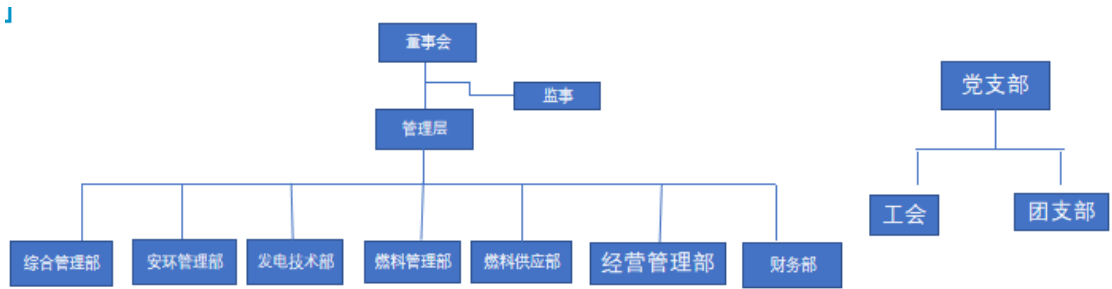 董事会
监事
管理层
综合管理部
安环管理部
发电技术部
燃料管理部
燃料供应部
经营管理部
财务部
党支部
工会
团支部